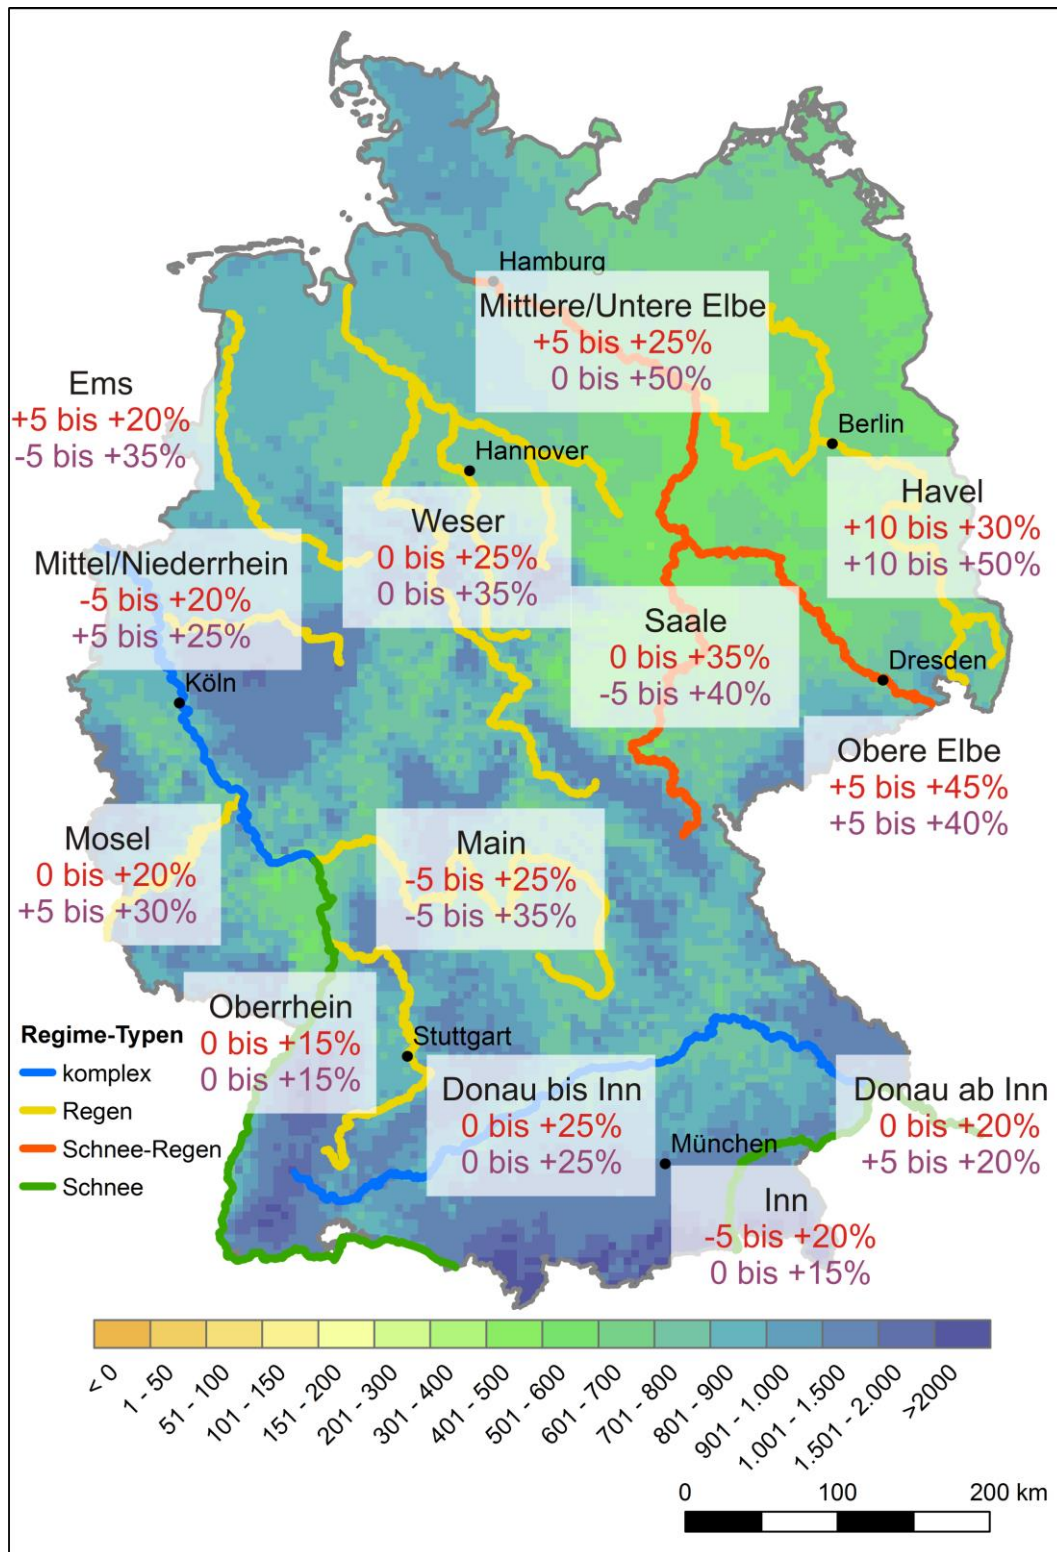 Hamburg
Mittlere/Untere Elbe
+5 bis +25%
0 bis +50%
Ems
+5 bis +20%
-5 bis +35%
Berlin
Hannover
Havel
+10 bis +30%
+10 bis +50%
Weser
0 bis +25%
0 bis +35%
Mittel/Niederrhein
-5 bis +20%
+5 bis +25%
Saale
0 bis +35%
-5 bis +40%
Dresden
Köln
Obere Elbe
+5 bis +45%
+5 bis +40%
Mosel
0 bis +20%
+5 bis +30%
Main
-5 bis +25%
-5 bis +35%
Oberrhein
0 bis +15%
0 bis +15%
Stuttgart
Regime-Typen
komplex
Regen
Schnee-Regen
Schnee
Donau bis Inn
0 bis +25%
0 bis +25%
München
Donau ab Inn
0 bis +20%
+5 bis +20%
Inn
-5 bis +20%
0 bis +15%
< 0
1 - 50
51 - 100
101 - 150
151 - 200
201 - 300
301 - 400
401 - 500
501 - 600
601 - 700
701 - 800
801 - 900
901 - 1.000
1.001 - 1.500
1.501 - 2.000
>2000
0 100 200 km